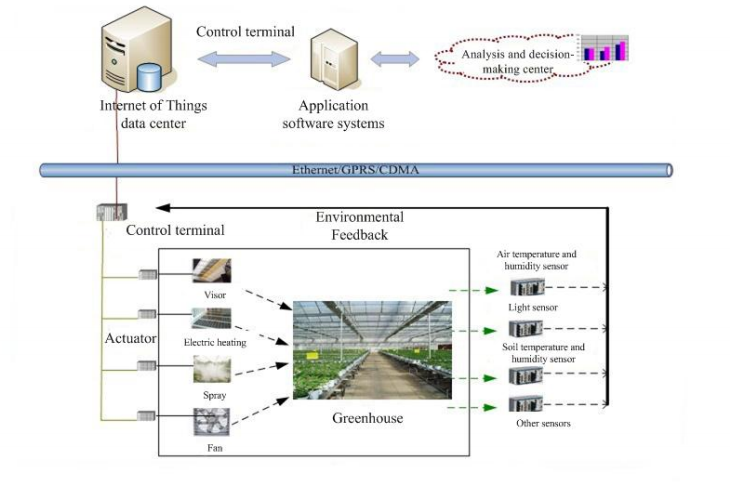 Control terminal
Analysis and decision-
making center
Internet of Things
data center
Application
software systems
Ethernet/GPRS/CDMA
Environmental
Feedback
Control terminal
Air temperature and
humidity sensor
Visor
Light sensor
Actuator
Electric heating
Soil temperature and
humidity sensor
Spray
Greenhouse
Other sensors
Fan